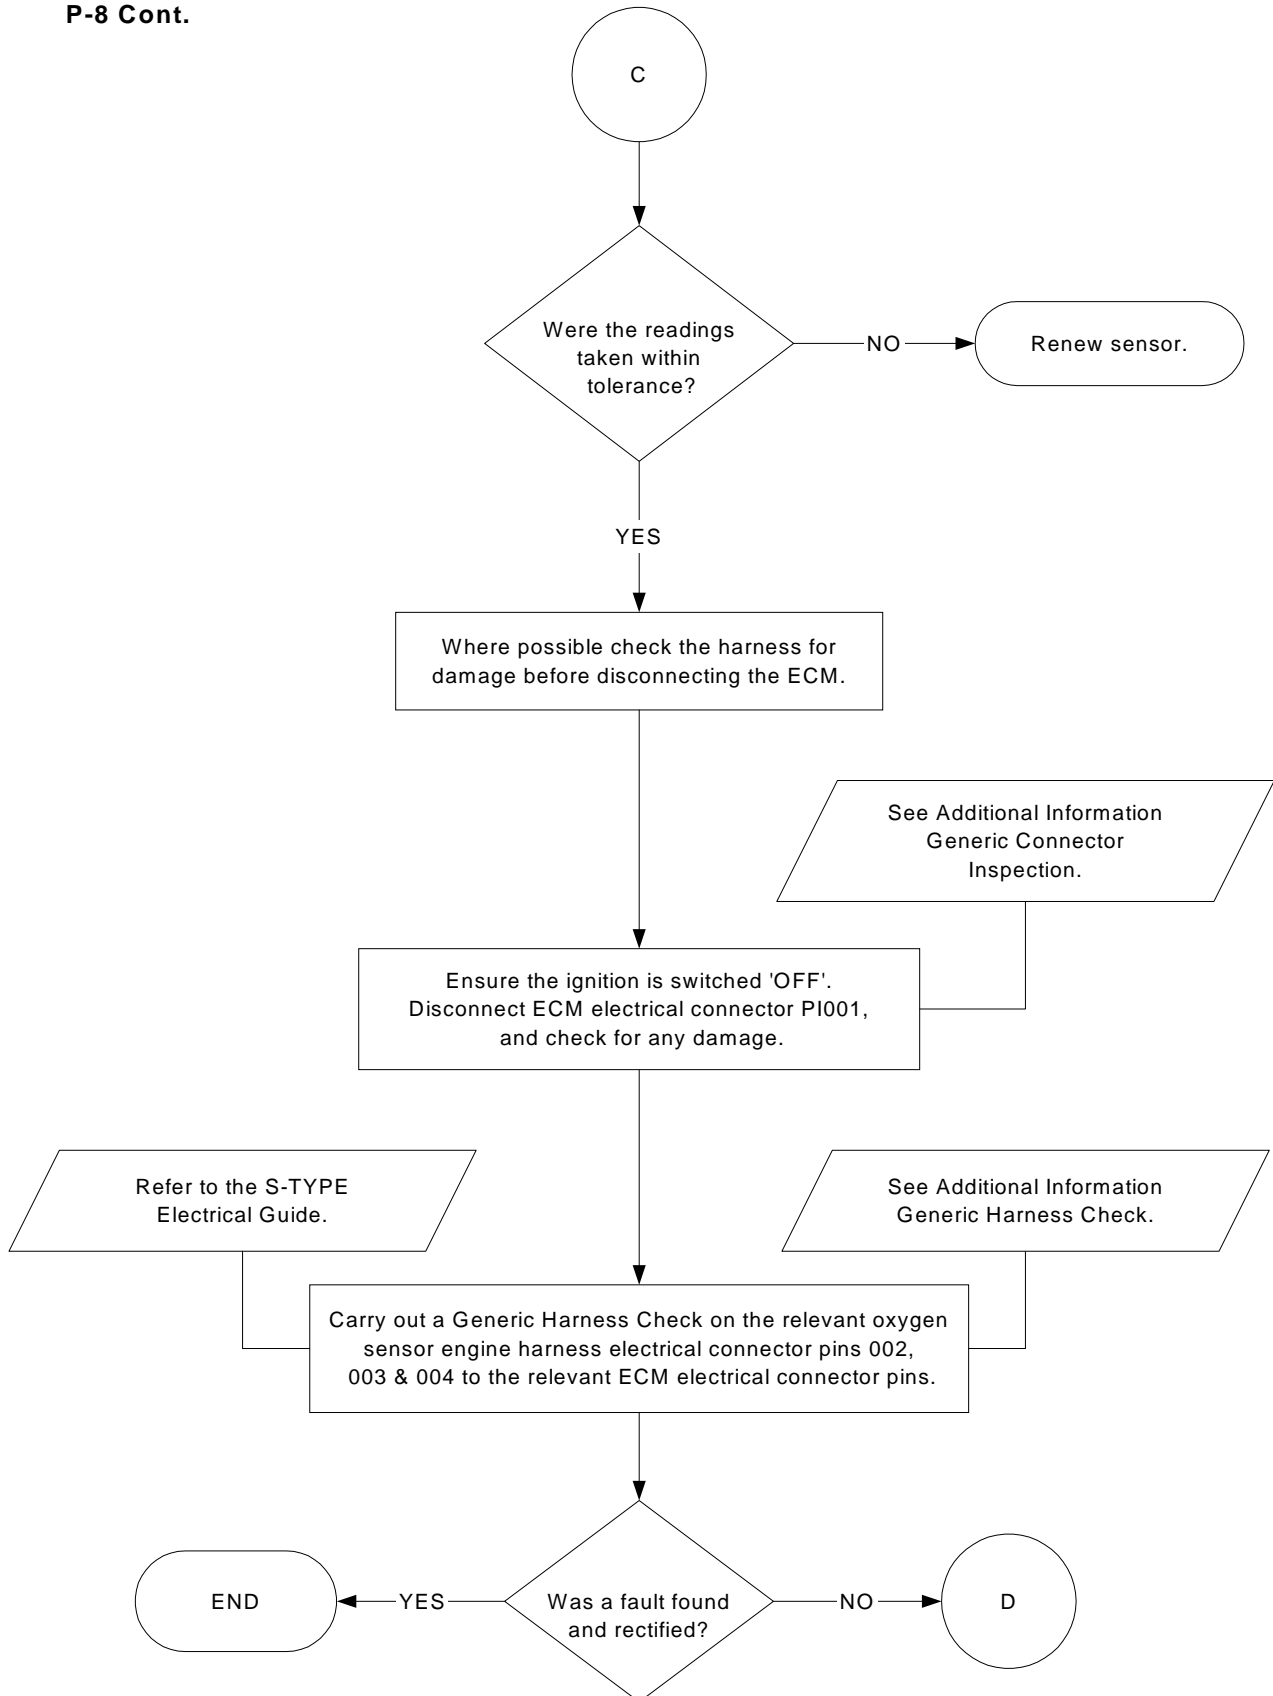 P-8 Cont.
C
Were the readings
taken within
tolerance?
NO
Renew sensor.
YES
Where possible check the harness for
damage before disconnecting the ECM.
See Additional Information
Generic Connector
Inspection.
Ensure the ignition is switched 'OFF'.
Disconnect ECM electrical connector PI001,
and check for any damage.
Refer to the S-TYPE
Electrical Guide.
See Additional Information
Generic Harness Check.
Carry out a Generic Harness Check on the relevant oxygen
sensor engine harness electrical connector pins 002,
003 & 004 to the relevant ECM electrical connector pins.
END
YES
Was a fault found
and rectified?
NO
D